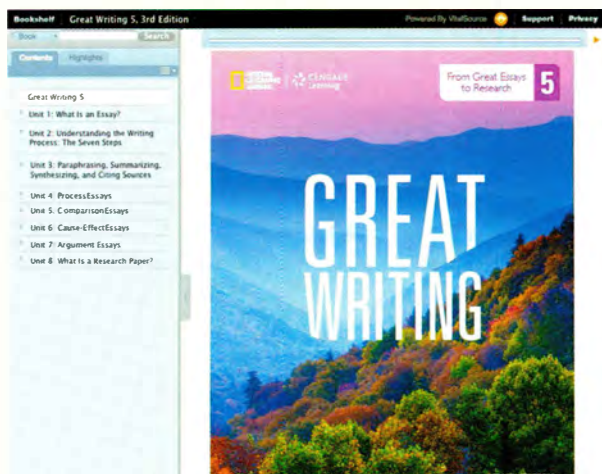 Bookshelf Great Writing 5, 3rd Edition Powered By VitalSource Support Privacy
Book Search
Contents Highlights
Great Writing 5
Unit 1: What Is an Essay?
Unit 2: Understanding the Writing
Process: The Seven Steps
Unit 3: Paraphrasing, Summarizing,
Synthesizing, and Citing Sources
Unit 4: ProcessEssays
Unit 5. ComparisonEssays
Unit 6 Cause-EffectEssays
Unit 7: Argument Essays
Unit 8 What Is a Research Paper?
CENGAGE
Learning
From Great Essays
to Research
5
GREAT
WRITING